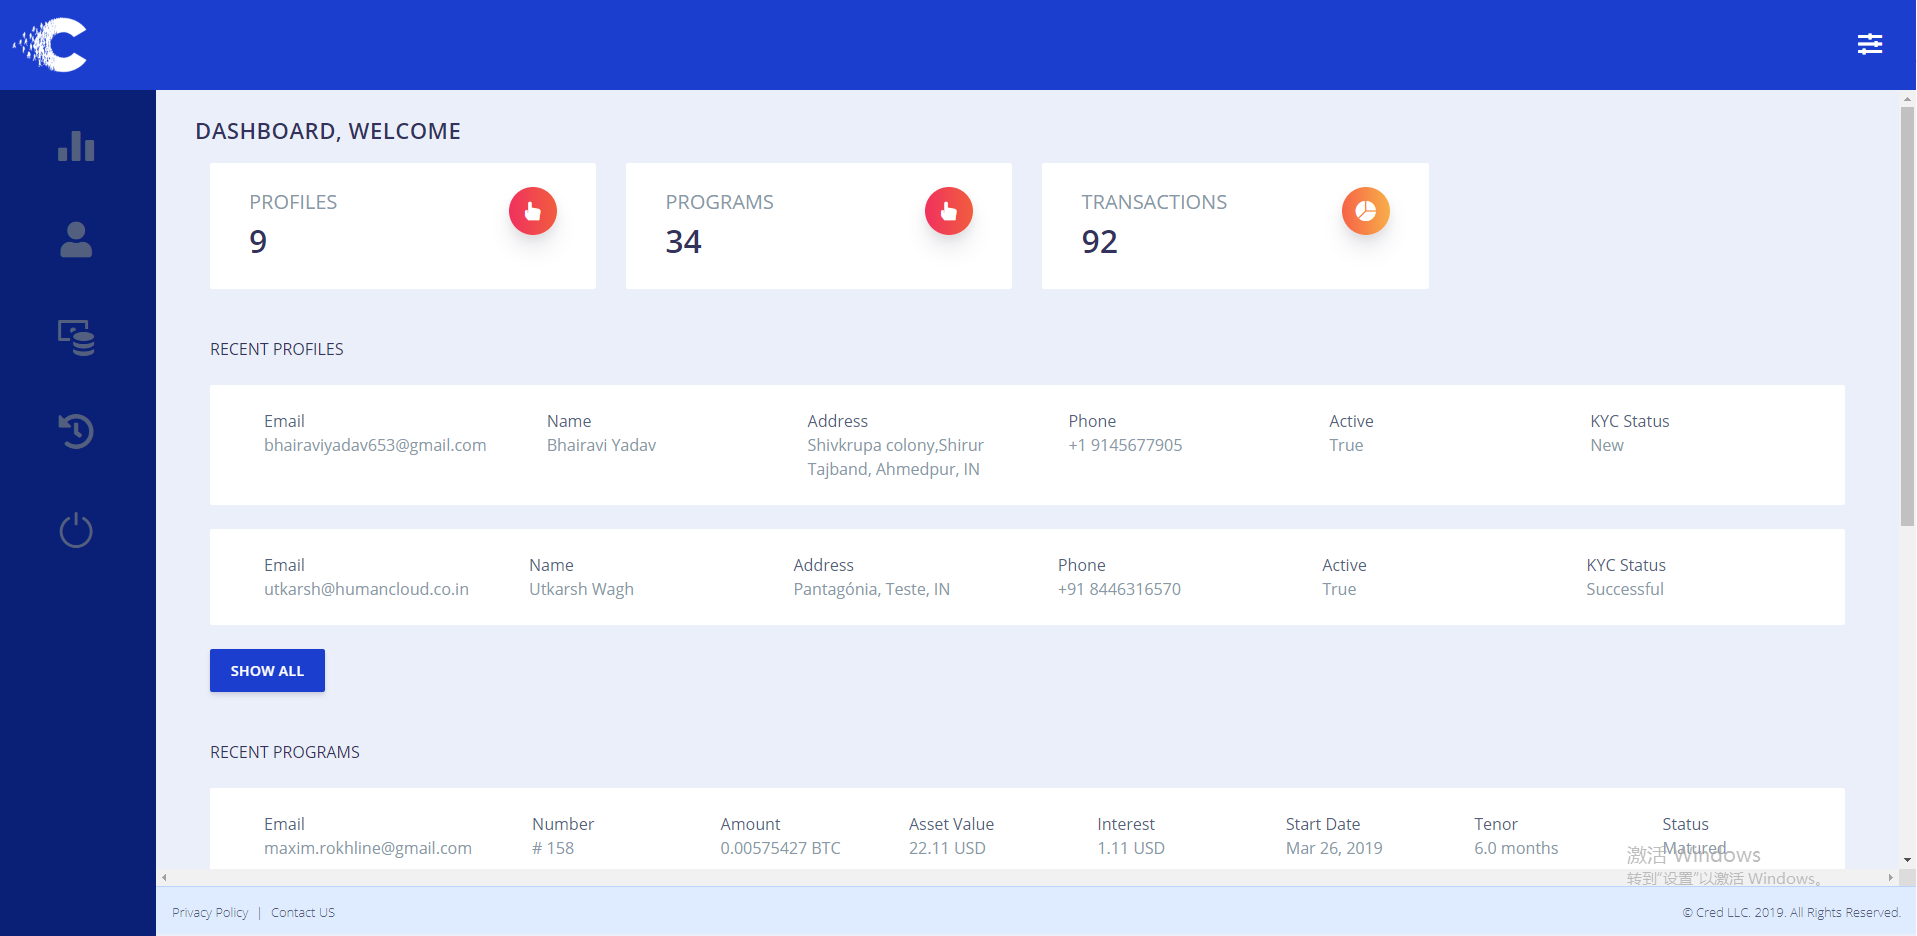 DASHBOARD, WELCOME
PROFILES
9
PROGRAMS
34
TRANSACTIONS
92
RECENT PROFILES
Email Name Address Phone Active KYC Status
bhairaviyadav653@gmail.com Bhairavi Yadav Shivkrupa colony,Shirur +1 9145677905 True New
Tajband, Ahmedpur, IN
Email Name Address Phone Active KYC Status
utkarsh@humancloud.co.in Utkarsh Wagh Pantagónia, Teste, IN +91 8446316570 True Successful
SHOW ALL
RECENT PROGRAMS
Email Number Amount Asset Value Interest Start Date Tenor Status
maxim.rokhline@gmail.com # 158 0.00575427 BTC 22.11 USD 1.11 USD Mar 26, 2019 6.0 months Matured
激活 Windows
转到“设置”以激活 Windows。
Privacy Policy | Contact US
© Cred LLC. 2019. All Rights Reserved.